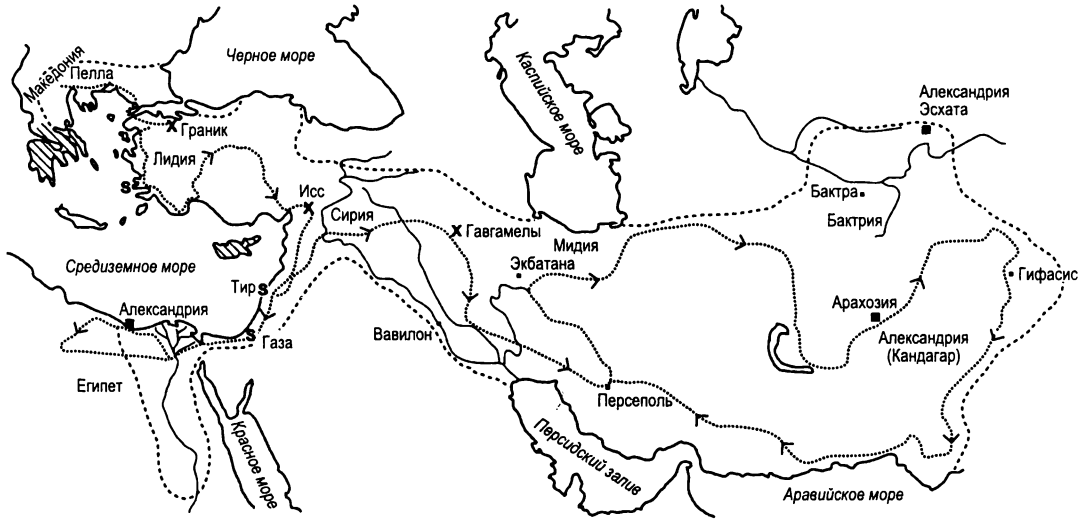 Черное море
Македония
Пелла
Граник
Лидия
S
Исс
Сирия
Средиземное море
Тир S
Александрия
S Газа
Египет
Красное море
Каспийское море
X Гавгамелы
Мидия
Экбатана
Вавилон
Персеполь
Персидский залив
Аравийское море
Александрия
Эсхата
Бактра
Бактрия
Гифасис
Арахозия
Александрия
(Кандагар)